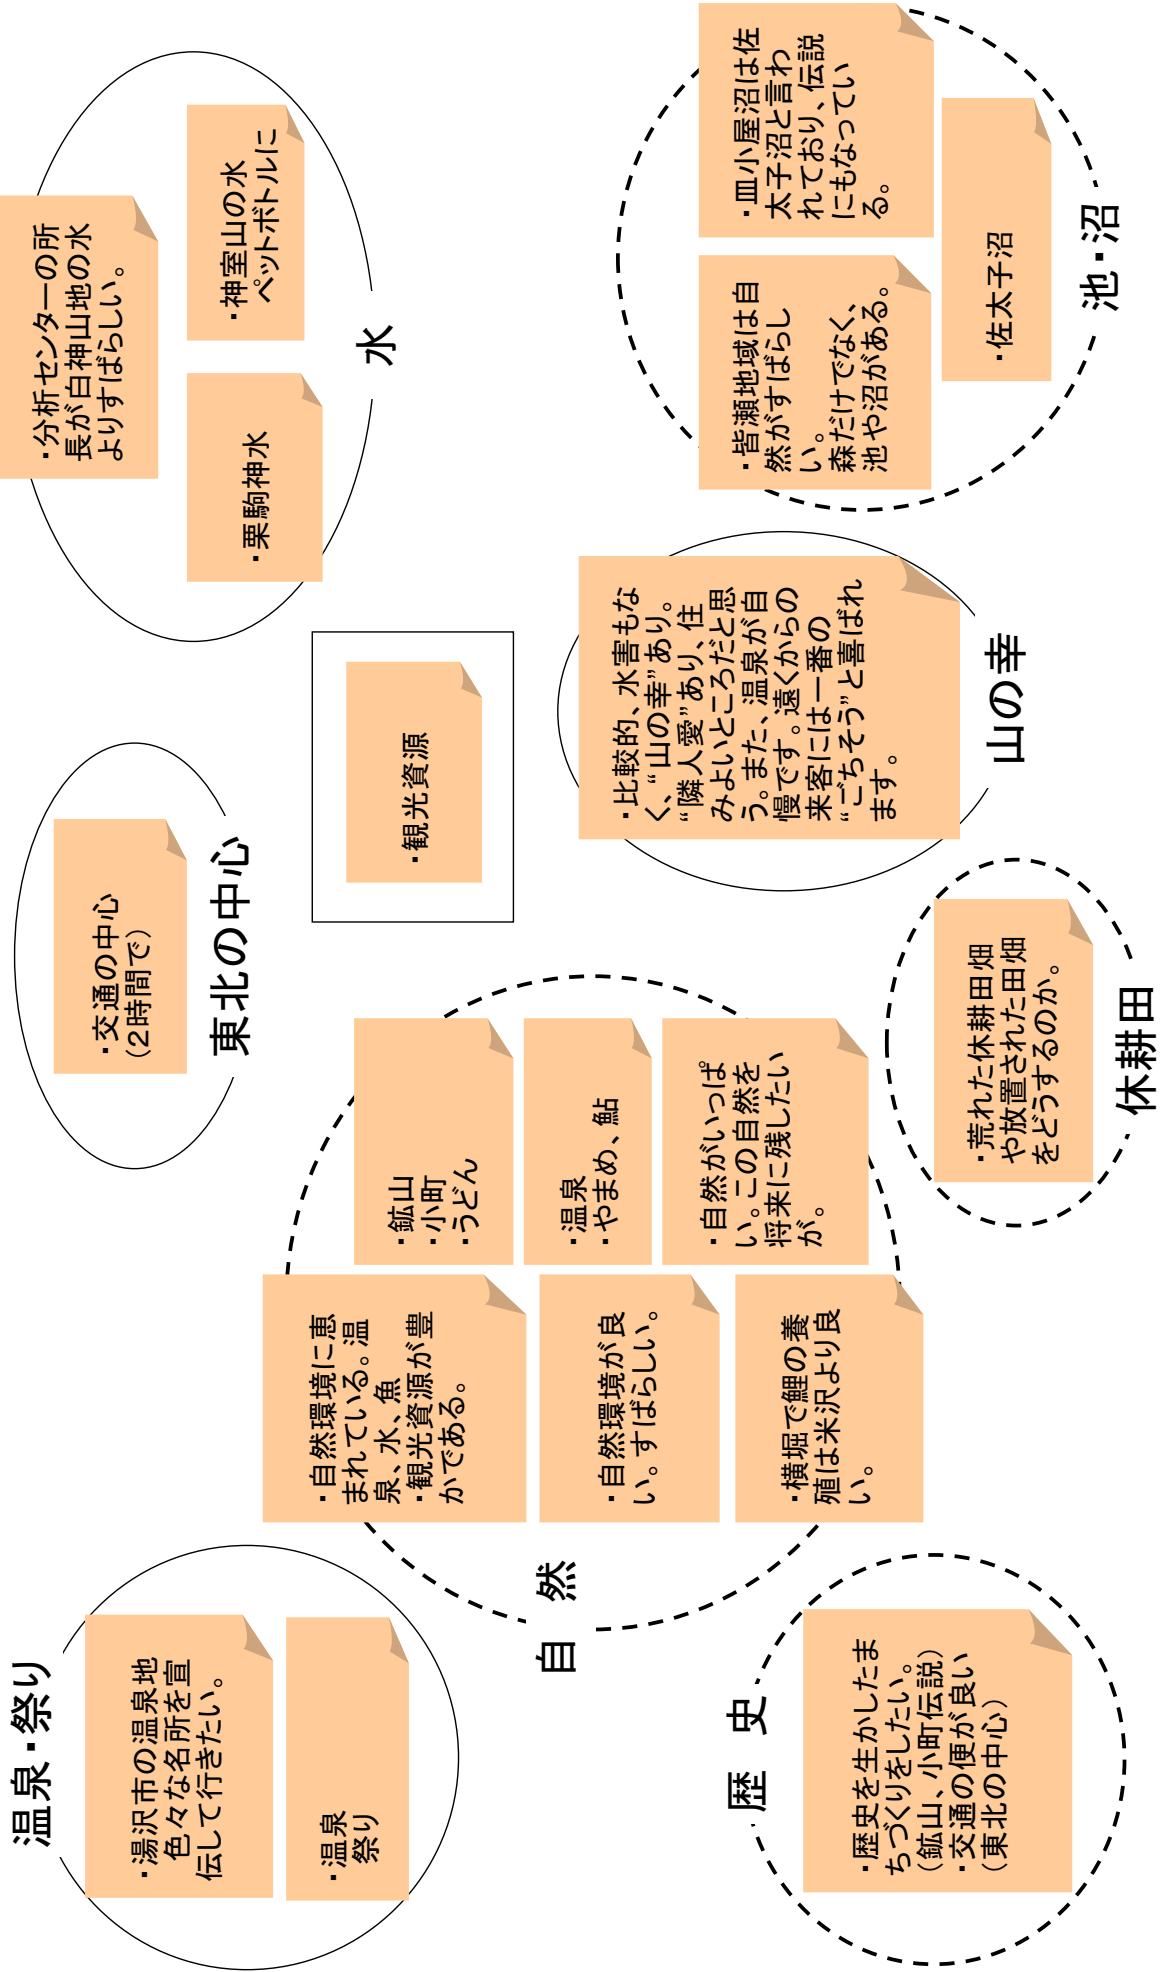 温泉・祭り
・湯沢市の温泉地
色々な名所を宣
伝して行きたい。
・温泉
祭り
東北の中心
・交通の中心
（２時間で）
水
・分析センターの所
長が白神山地の水
よりすばらしい。
・栗駒神水
・神室山の水
ペットボトルに
・観光資源
自　然
・自然環境に恵
まれている。温
泉、水、魚
・観光資源が豊
かである。
・鉱山
・小町
・うどん
・自然環境が良
い。すばらしい。
・温泉
・やまめ、鮎
・横堀で鯉の養
殖は米沢より良
い。
・自然がいっぱ
い。この自然を
将来に残したい
が。
山の幸
・比較的、水害もな
く、“山の幸”あり。
“隣人愛”あり、住
みよいところだと思
う。また、温泉が自
慢です。遠くからの
来客には一番の
“ごちそう”と喜ばれ
ます。
池・沼
・皆瀬地域は自
然がすばらし
い。
森だけでなく、
池や沼がある。
・皿小屋沼は佐
太子沼と言わ
れており、伝説
にもなってい
る。
・佐太子沼
歴　史
・歴史を生かしたま
ちづくりをしたい。
（鉱山、小町伝説）
・交通の便が良い
（東北の中心）
休耕田
・荒れた休耕田畑
や放置された田畑
をどうするのか。